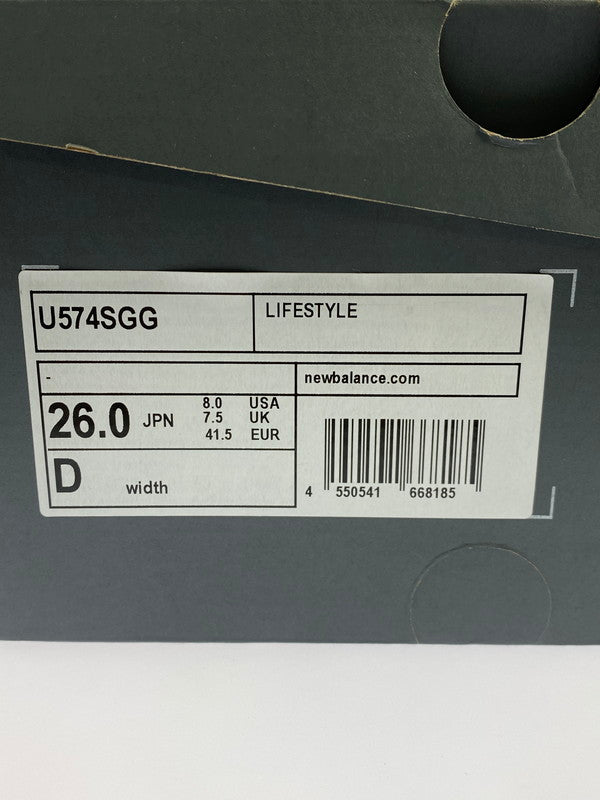 U574SGG
LIFESTYLE
-
newbalance.com
26.0 JPN
8.0 USA
7.5 UK
41.5 EUR
D width
4 550541 668185